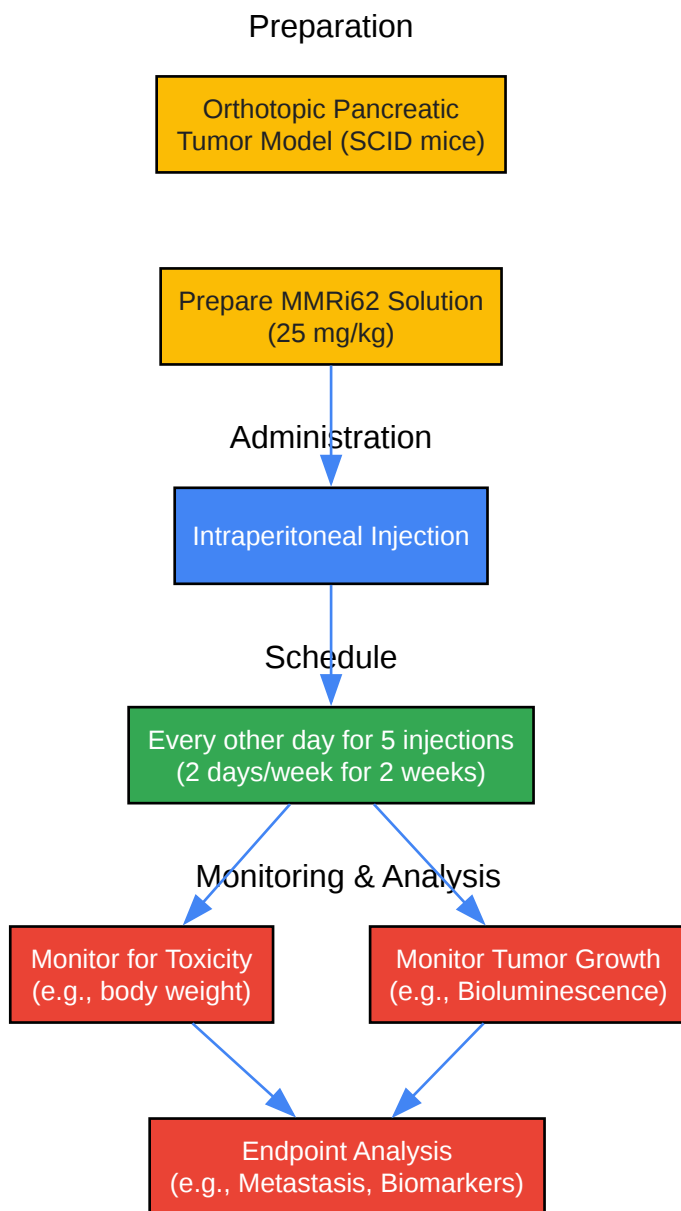 Preparation
Orthotopic Pancreatic
Tumor Model (SCID mice)
Prepare MMRi62 Solution
(25 mg/kg)
Administration
Intraperitoneal Injection
Schedule
Every other day for 5 injections
(2 days/week for 2 weeks)
Monitoring & Analysis
Monitor for Toxicity
(e.g., body weight)
Monitor Tumor Growth
(e.g., Bioluminescence)
Endpoint Analysis
(e.g., Metastasis, Biomarkers)